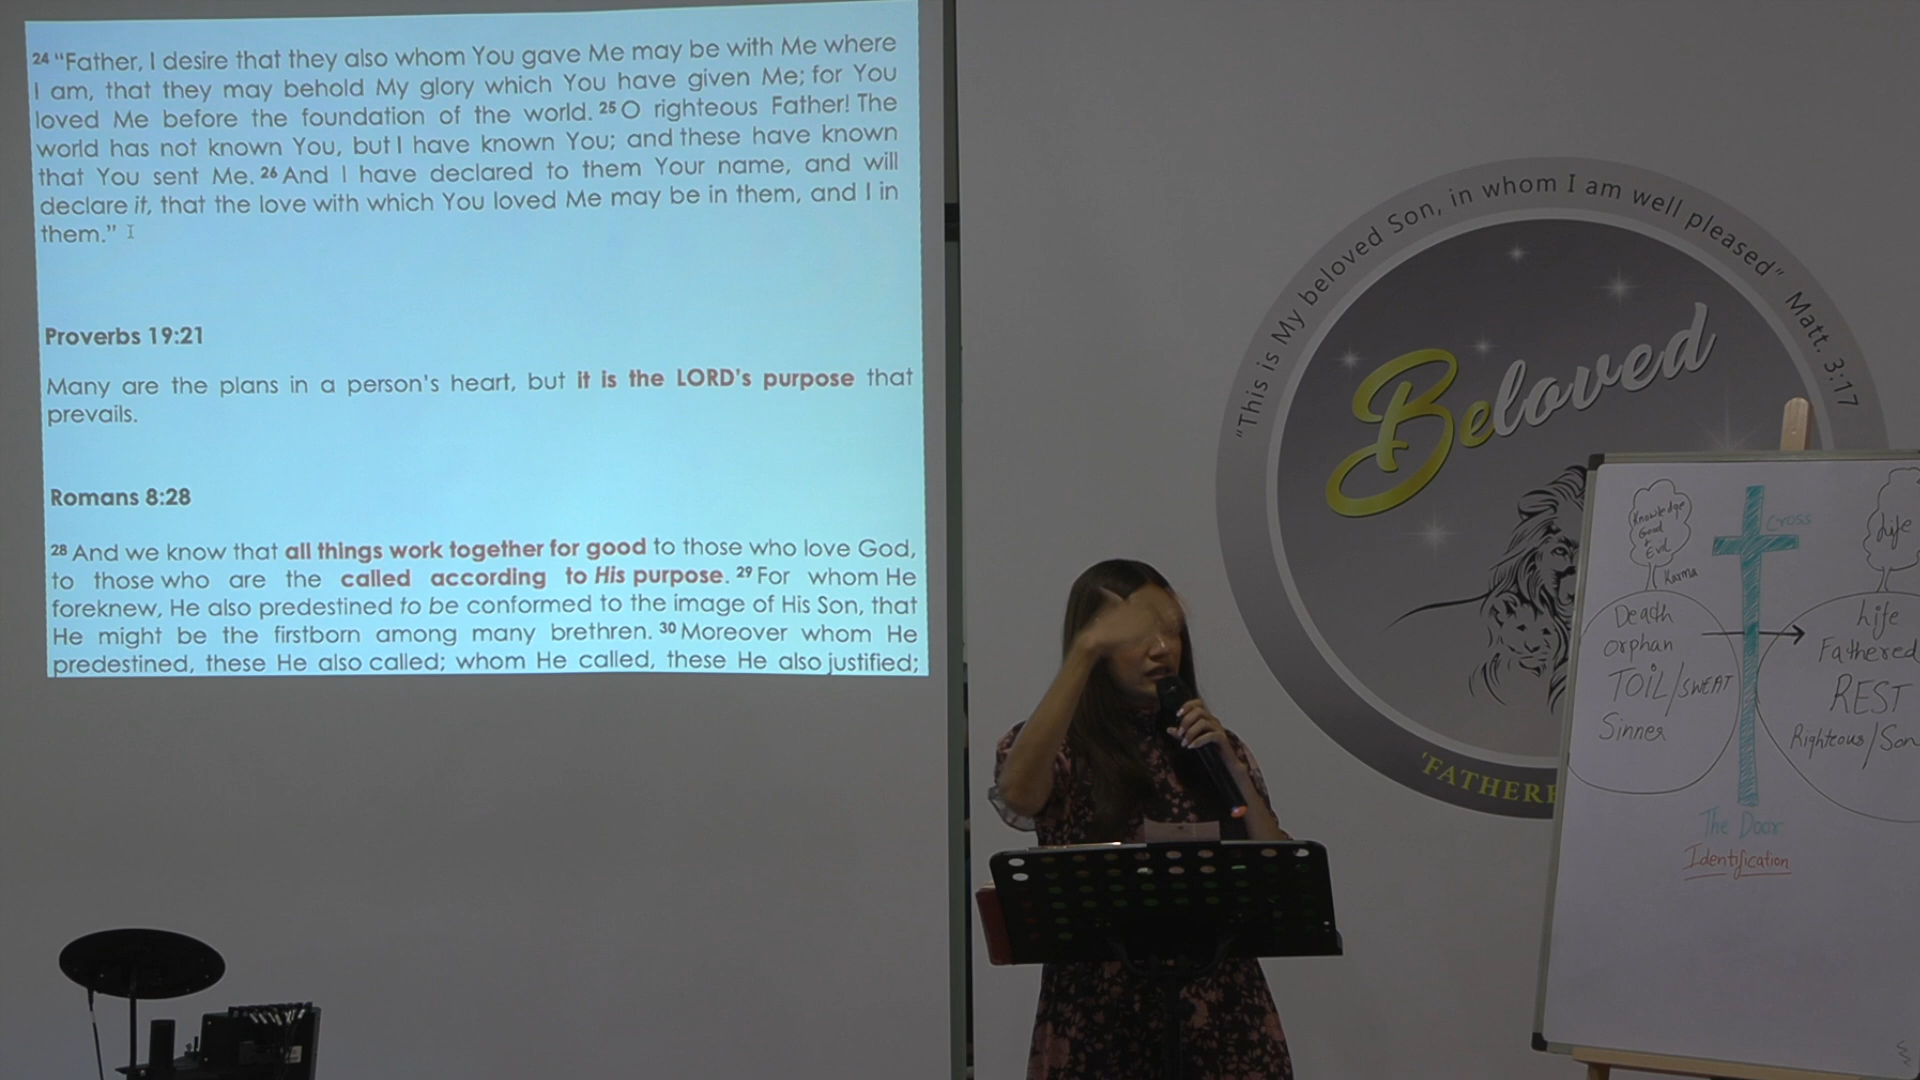 24 "Father, I desire that they also whom You gave Me may be with Me where
I am, that they may behold My glory which You have given Me; for You
loved Me before the foundation of the world. 25 O righteous Father! The
world has not known You, but I have known You; and these have known
that You sent Me. 26 And I have declared to them Your name, and will
declare it, that the love with which You loved Me may be in them, and I in
them."
Proverbs 19:21
Many are the plans in a person's heart, but it is the LORD's purpose that
prevails.
Romans 8:28
28 And we know that all things work together for good to those who love God,
to those who are the called according to His purpose. 29 For whom He
foreknew, He also predestined to be conformed to the image of His Son, that
He might be the firstborn among many brethren. 30 Moreover whom He
predestined, these He also called; whom He called, these He also justified;
"This is My beloved Son, in whom I am well pleased" Matt. 3:17
Beloved
Knowledge
Good
+
Evil
Karma
Death
orphan
TOIL/SWEAT
Sinner
Cross
Life
Life
Fathered
REST
Righteous/Son
The Door
Identification